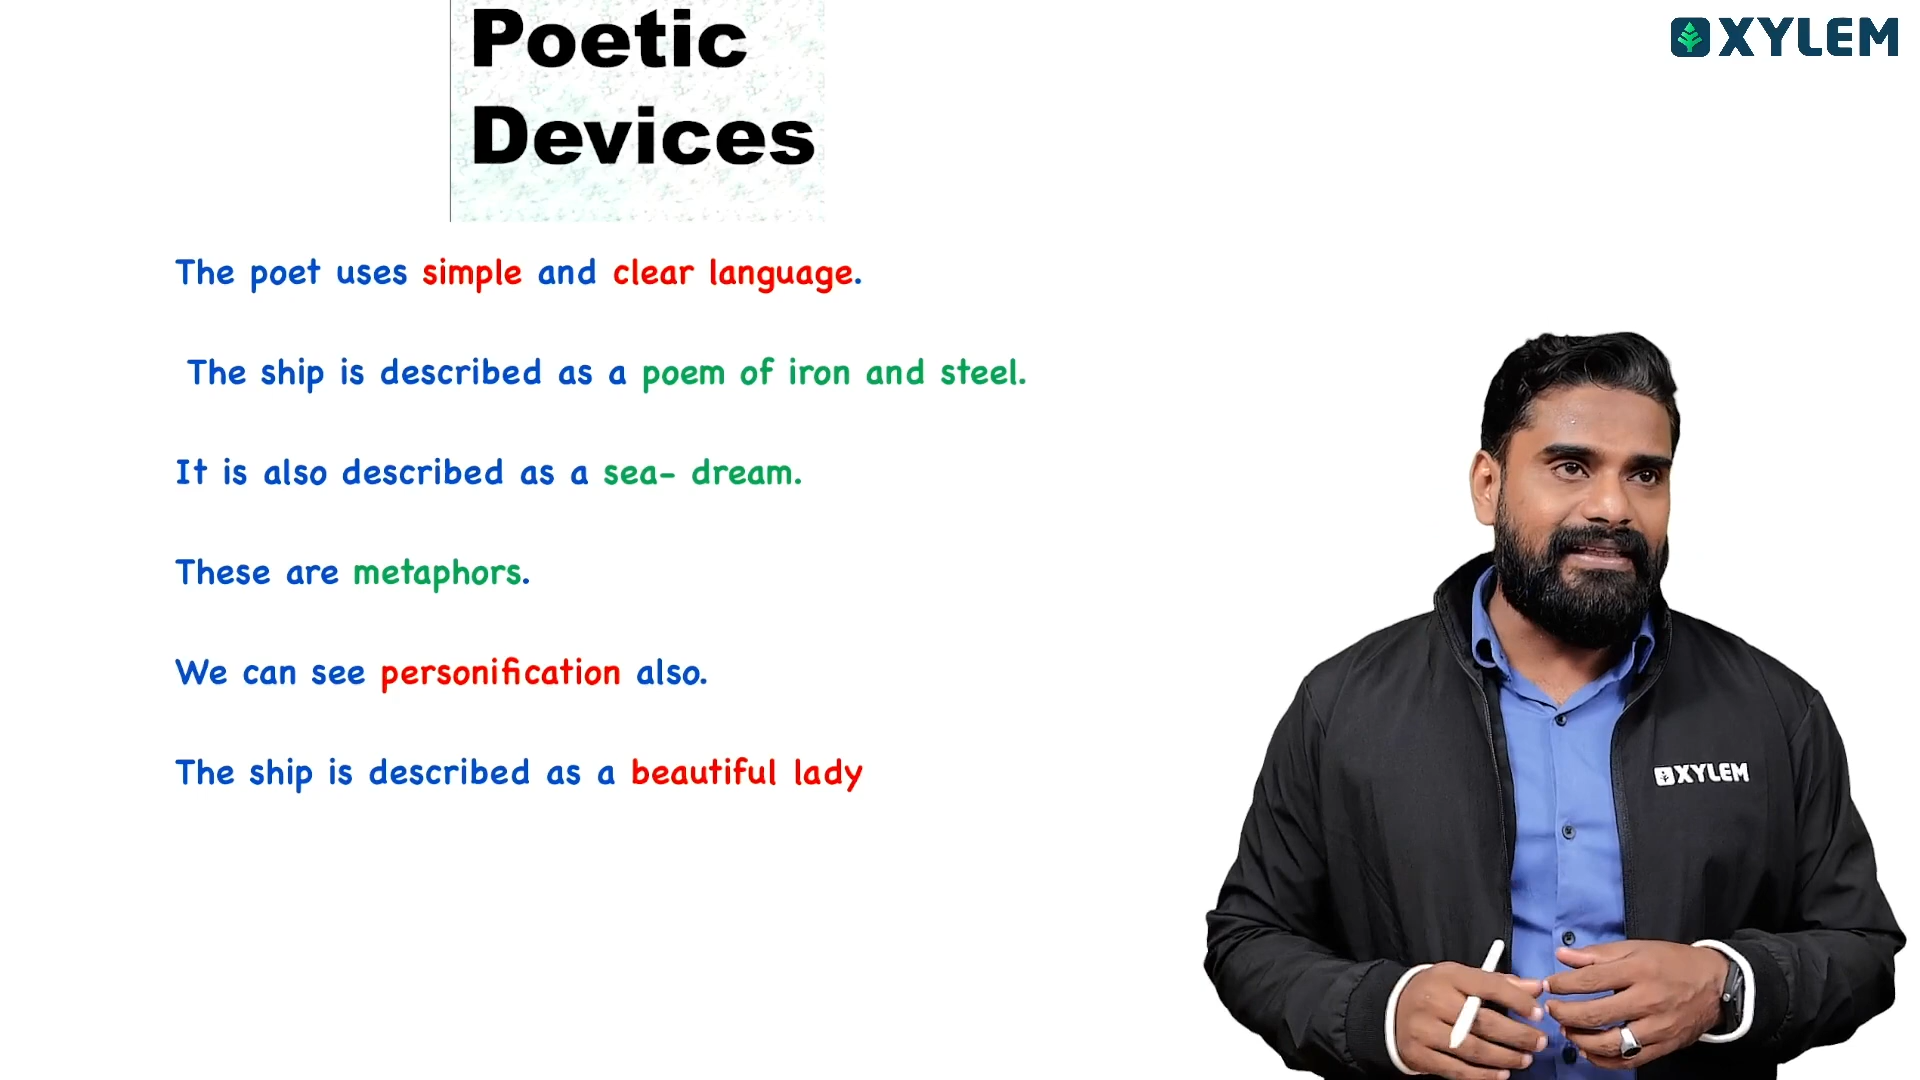 Poetic
Devices
XYLEM
The poet uses simple and clear language.
The ship is described as a poem of iron and steel.
It is also described as a sea- dream.
These are metaphors.
We can see personification also.
The ship is described as a beautiful lady
XYLEM